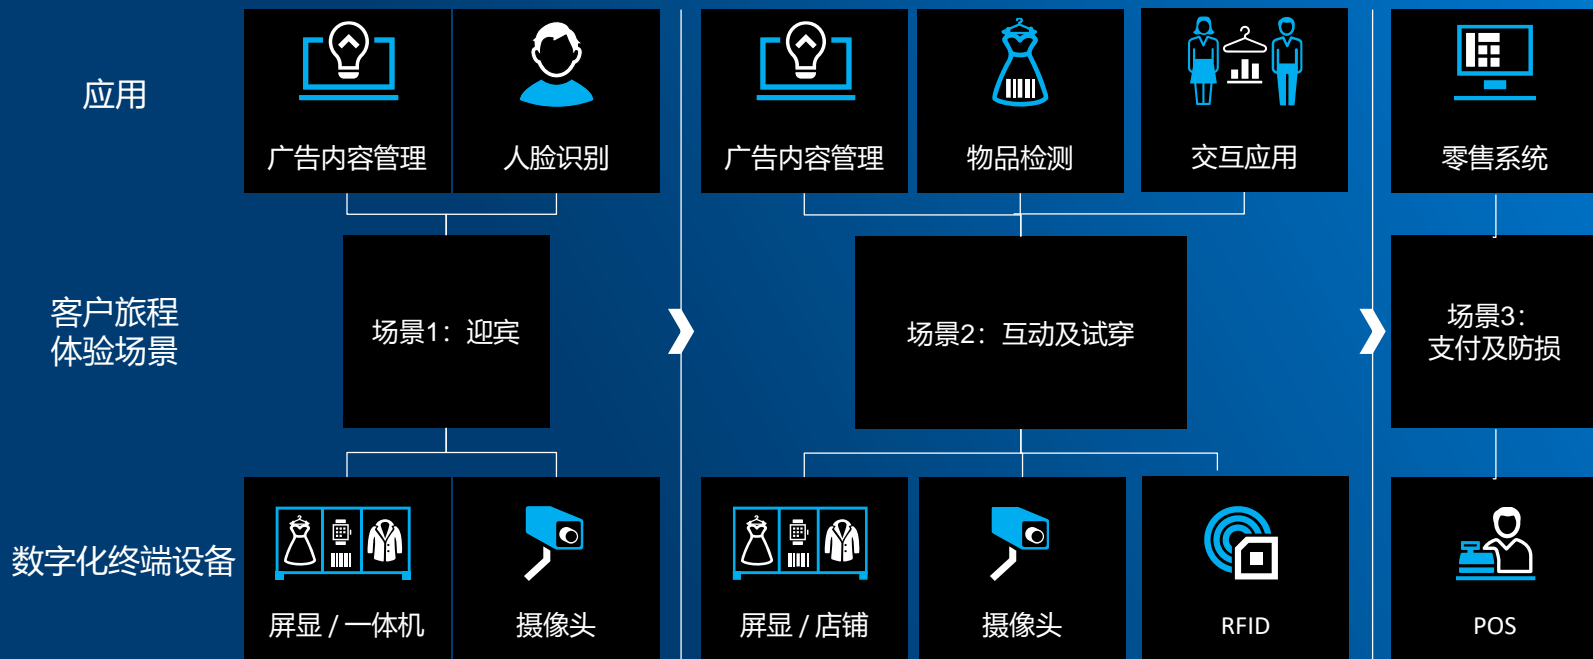 应用
广告内容管理
人脸识别
广告内容管理
物品检测
交互应用
零售系统
客户旅程
体验场景
场景1：迎宾
场景2：互动及试穿
场景3：
支付及防损
数字化终端设备
屏显 / 一体机
摄像头
屏显 / 店铺
摄像头
RFID
POS